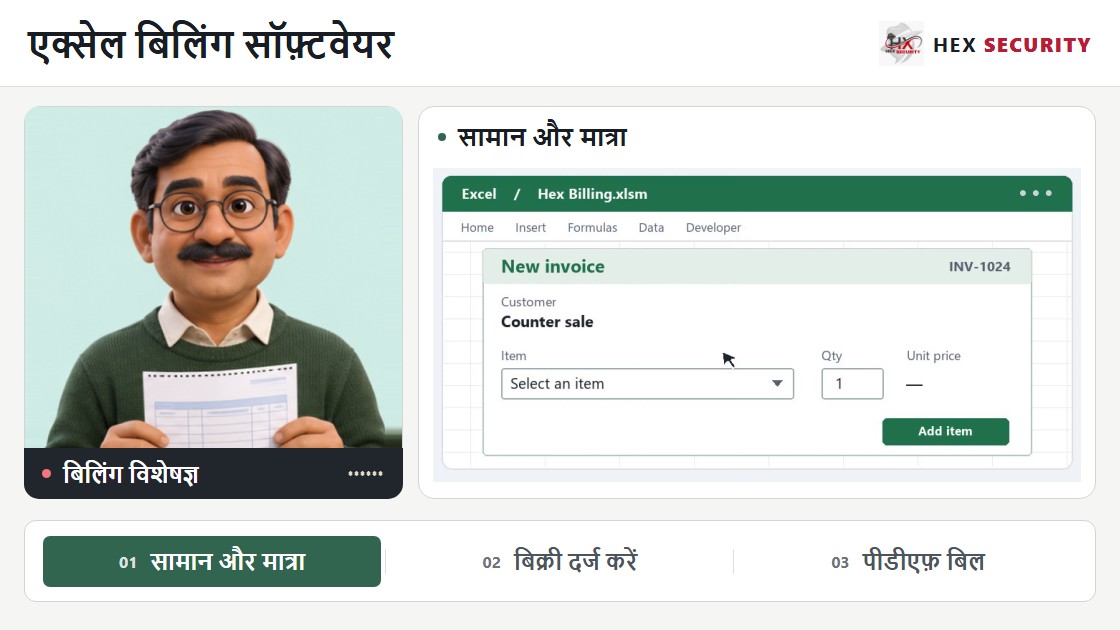 एक्सेल बिलिंग सॉफ़्टवेयर
HEX SECURITY
सामान और मात्रा
Excel / Hex Billing.xlsm
Home Insert Formulas Data Developer
New invoice INV-1024
Customer
Counter sale
Item Qty Unit price
Select an item 1 —
Add item
बिलिंग विशेषज्ञ
01 सामान और मात्रा 02 बिक्री दर्ज करें 03 पीडीएफ़ बिल